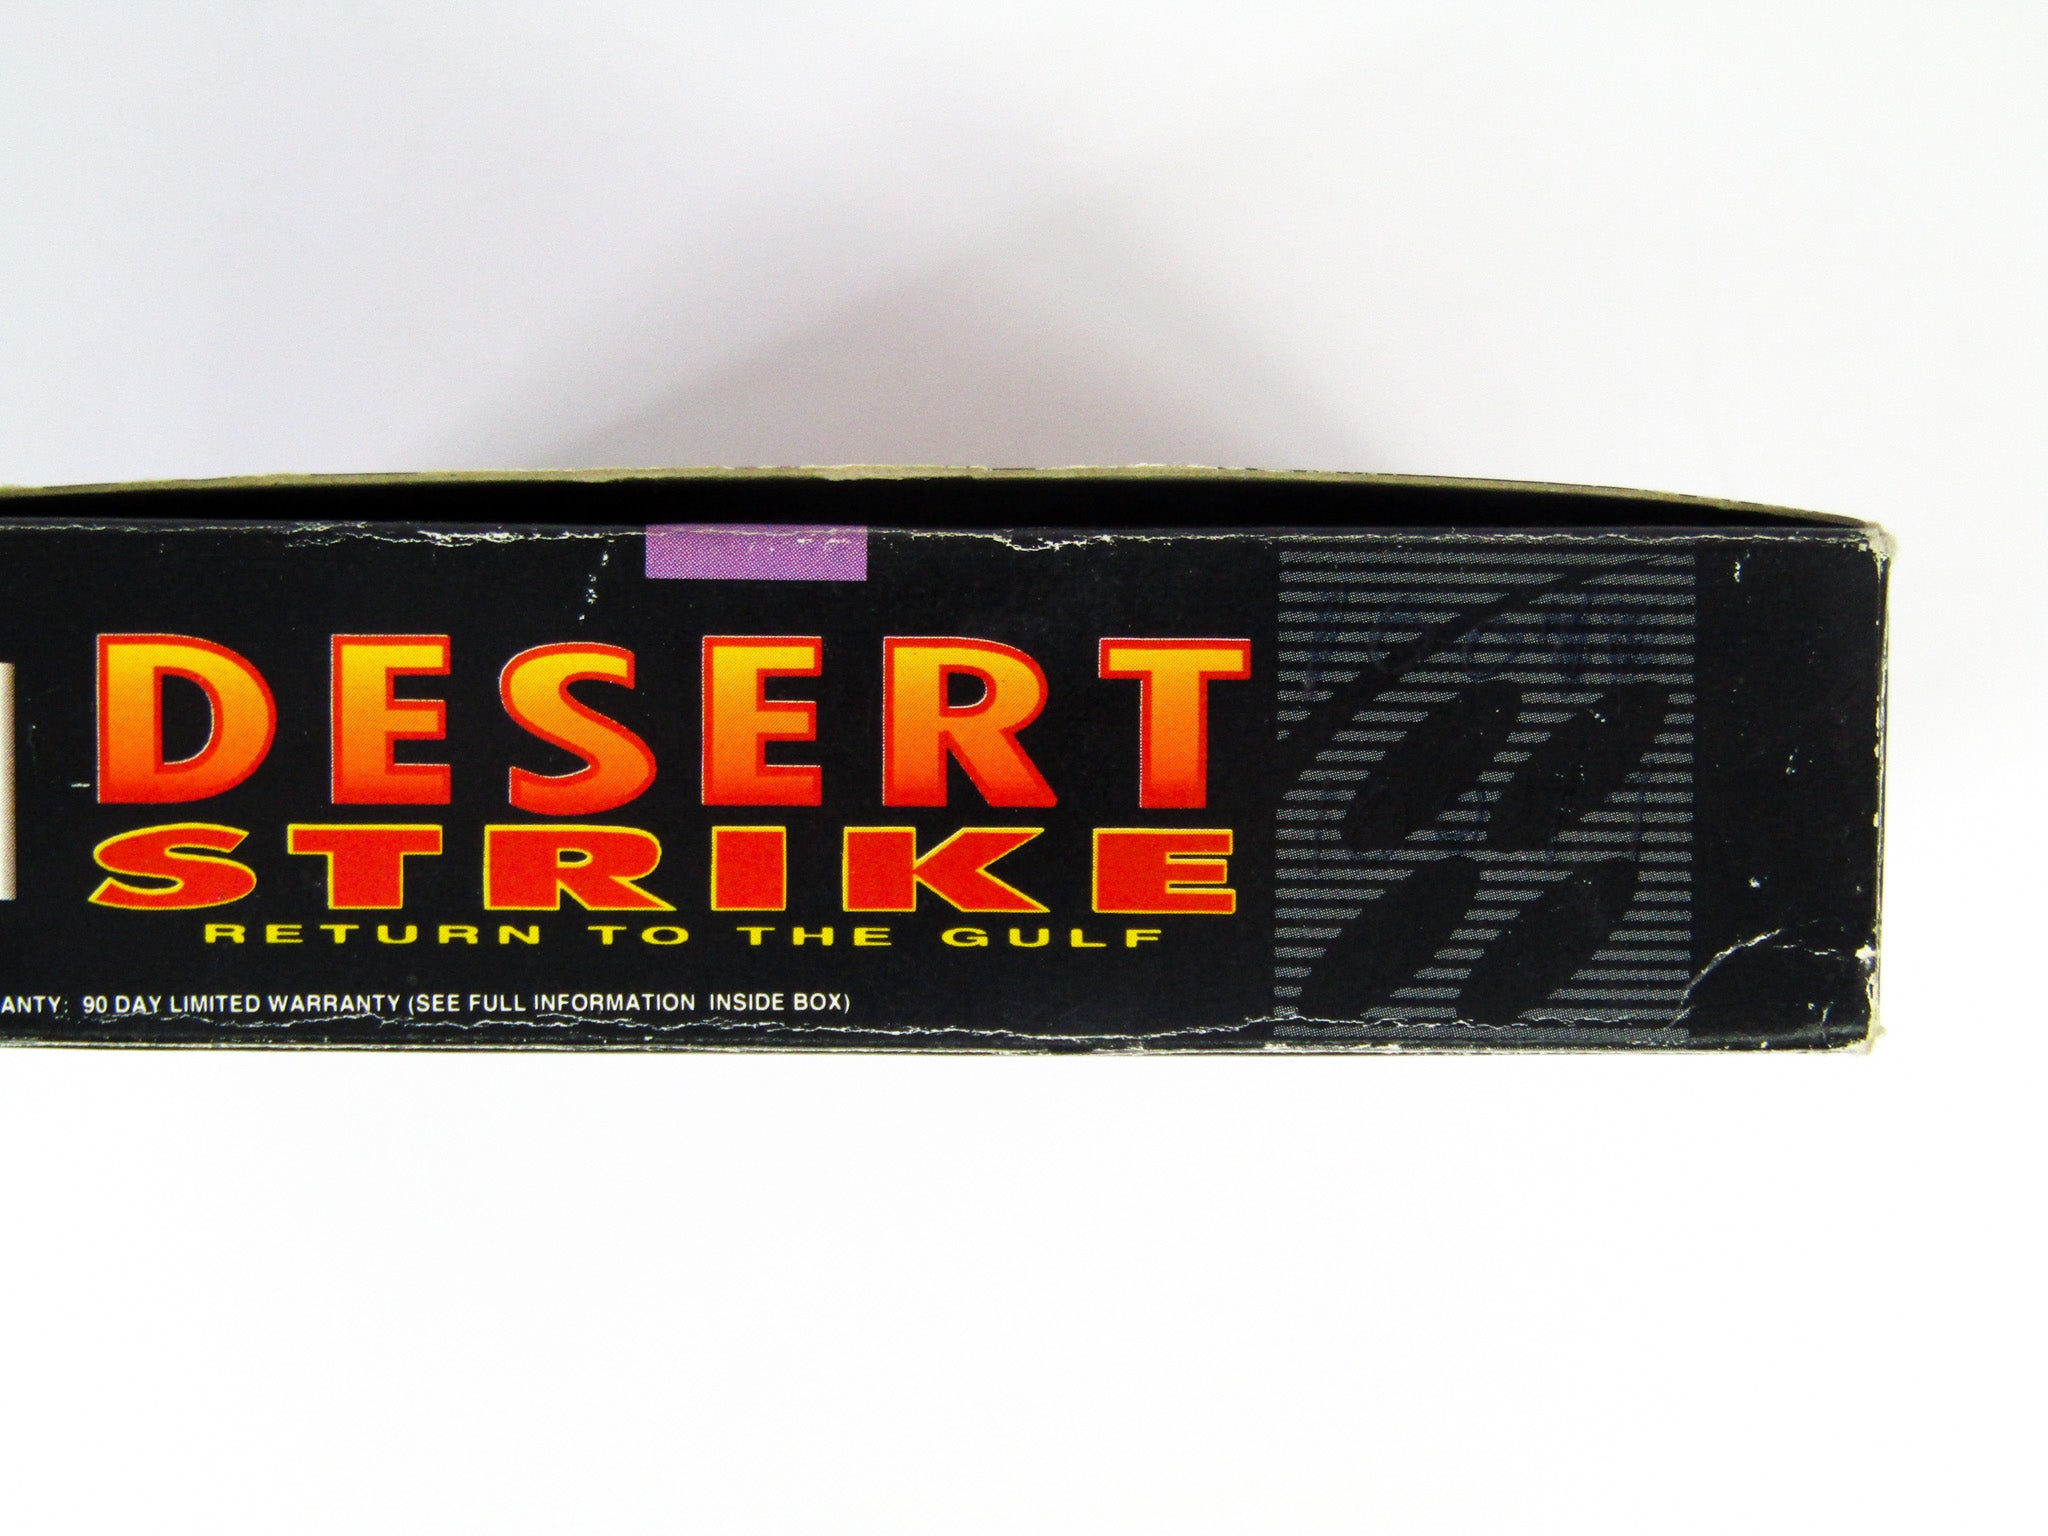 DESERT
STRIKE
RETURN TO THE GULF
ANTY: 90 DAY LIMITED WARRANTY (SEE FULL INFORMATION INSIDE BOX)